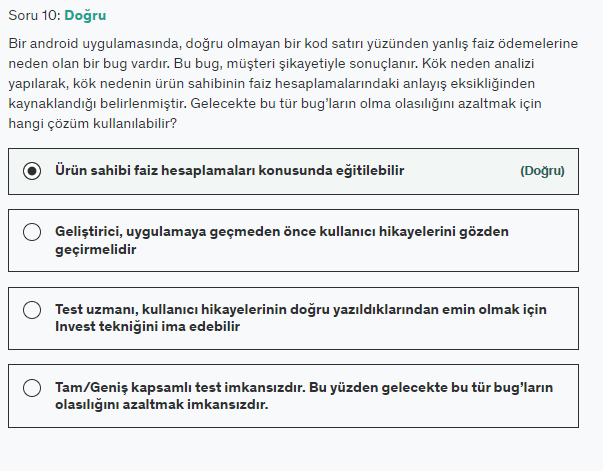 Soru 10: Doğru
Bir android uygulamasında, doğru olmayan bir kod satırı yüzünden yanlış faiz ödemelerine
neden olan bir bug vardır. Bu bug, müşteri şikayetiyle sonuçlanır. Kök neden analizi
yapılarak, kök nedenin ürün sahibinin faiz hesaplamalarındaki anlayış eksikliğinden
kaynaklandığı belirlenmiştir. Gelecekte bu tür bug'ların olma olasılığını azaltmak için
hangi çözüm kullanılabilir?
Ürün sahibi faiz hesaplamaları konusunda eğitilebilir (Doğru)
Geliştirici, uygulamaya geçmeden önce kullanıcı hikayelerini gözden
geçirmelidir
Test uzmanı, kullanıcı hikayelerinin doğru yazıldıklarından emin olmak için
Invest tekniğini ima edebilir
Tam/Geniş kapsamlı test imkansızdır. Bu yüzden gelecekte bu tür bug'ların
olasılığını azaltmak imkansızdır.